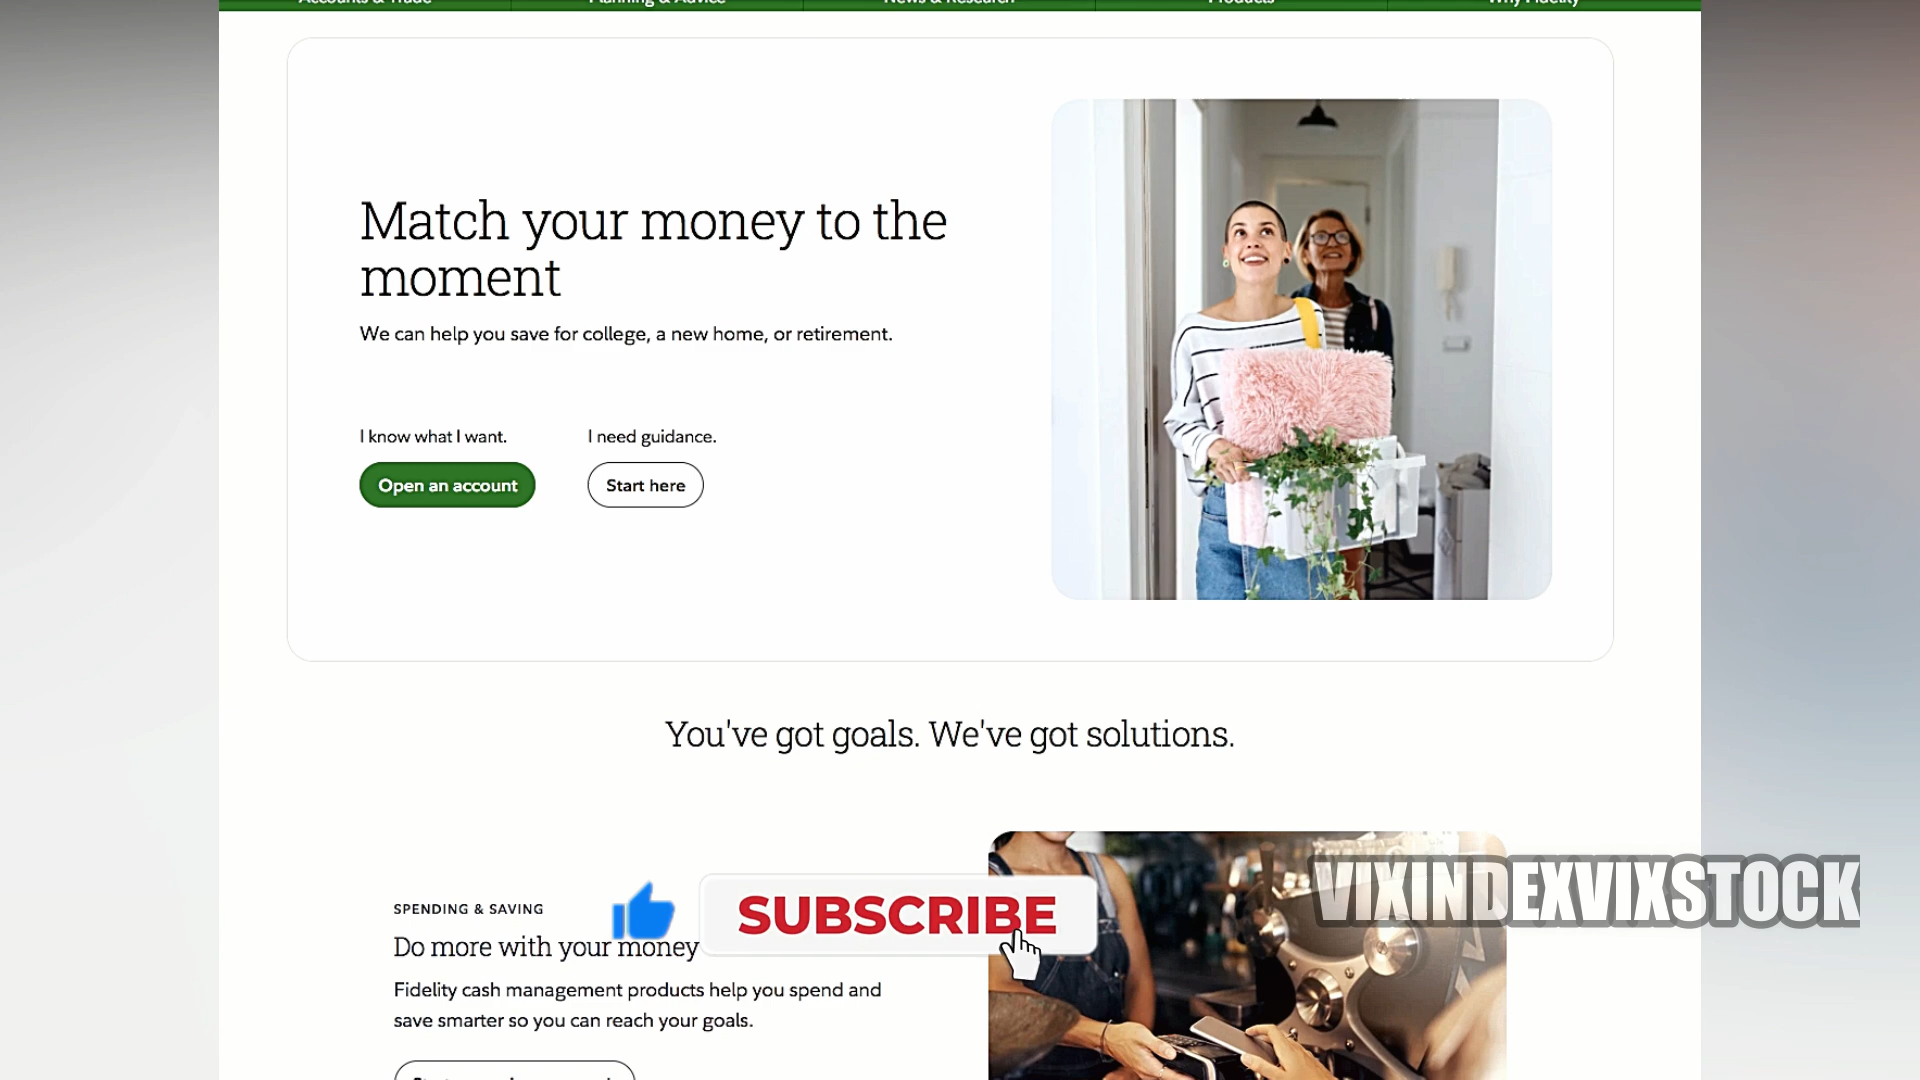 Accounts & Trade
Planning & Advice
News & Research
Products
Why Fidelity
Match your money to the
moment
We can help you save for college, a new home, or retirement.
I know what I want.
I need guidance.
Open an account
Start here
You've got goals. We've got solutions.
SPENDING & SAVING
Do more with your money
Fidelity cash management products help you spend and
save smarter so you can reach your goals.
SUBSCRIBE
VIXINDEXVIXSTOCK